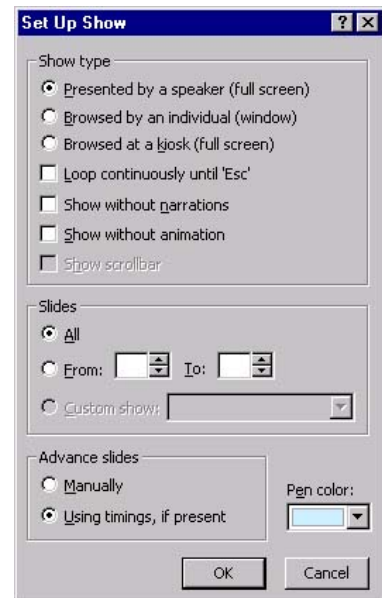 Set Up Show
Show type
Presented by a speaker (full screen)
Browsed by an individual (window)
Browsed at a kiosk (full screen)
Loop continuously until 'Esc'
Show without narrations
Show without animation
Show scrollbar
Slides
All
From: To:
Custom show:
Advance slides
Manually
Using timings, if present
Pen color:
OK Cancel